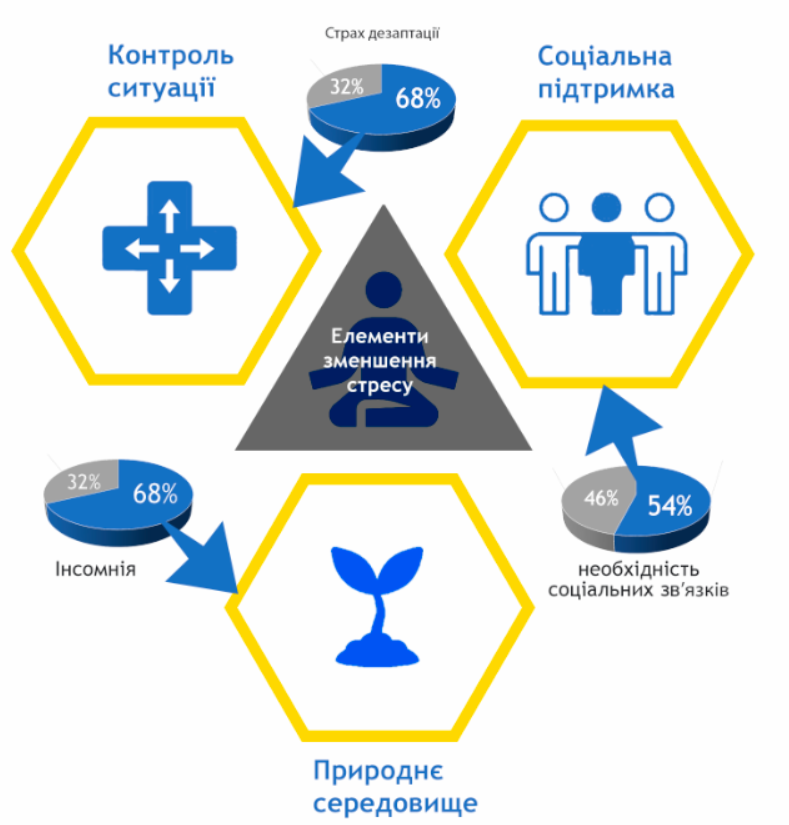 Страх дезаптації
32%
68%
Контроль
ситуації
Соціальна
підтримка
Елементи
зменшення
стресу
32%
68%
Інсомнія
46%
54%
необхідність
соціальних зв'язків
Природнє
середовище